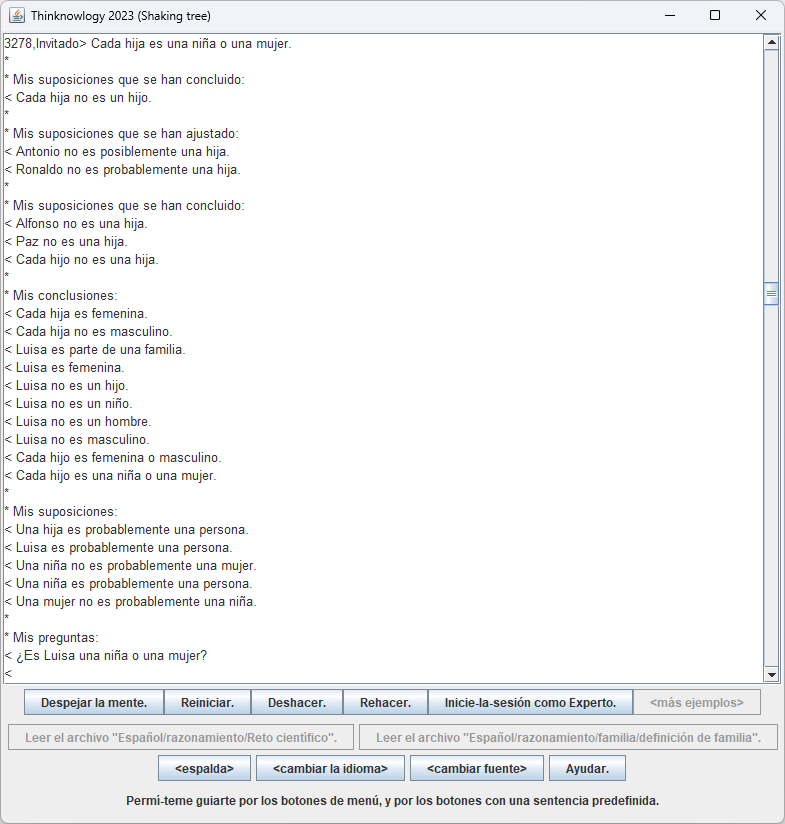 Thinknowlogy 2023 (Shaking tree)
3278,Invitado> Cada hija es una niña o una mujer.
*
* Mis suposiciones que se han concluido:
< Cada hija no es un hijo.
*
* Mis suposiciones que se han ajustado:
< Antonio no es posiblemente una hija.
< Ronaldo no es probablemente una hija.
*
* Mis suposiciones que se han concluido:
< Alfonso no es una hija.
< Paz no es una hija.
< Cada hijo no es una hija.
*
* Mis conclusiones:
< Cada hija es femenina.
< Cada hija no es masculino.
< Luisa es parte de una familia.
< Luisa es femenina.
< Luisa no es un hijo.
< Luisa no es un niño.
< Luisa no es un hombre.
< Luisa no es masculino.
< Cada hijo es femenina o masculino.
< Cada hijo es una niña o una mujer.
*
* Mis suposiciones:
< Una hija es probablemente una persona.
< Luisa es probablemente una persona.
< Una niña no es probablemente una mujer.
< Una niña es probablemente una persona.
< Una mujer no es probablemente una niña.
*
* Mis preguntas:
< ¿Es Luisa una niña o una mujer?
<
Despejar la mente. Reiniciar. Deshacer. Rehacer. Inicie-la-sesión como Experto. <más ejemplos>
Leer el archivo "Español/razonamiento/Reto científico". Leer el archivo "Español/razonamiento/familia/definición de familia".
<espalda> <cambiar la idioma> <cambiar fuente> Ayudar.
Permí-teme guiarte por los botones de menú, y por los botones con una sentencia predefinida.